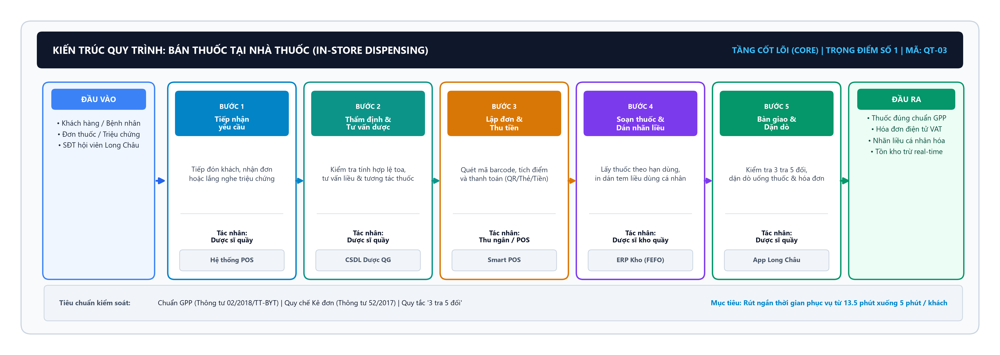 KIẾN TRÚC QUY TRÌNH: BÁN THUỐC TẠI NHÀ THUỐC (IN-STORE DISPENSING)
TẦNG CỐT LÕI (CORE) | TRỌNG ĐIỂM SỐ 1 | MÃ: QT-03
ĐẦU VÀO
• Khách hàng / Bệnh nhân
• Đơn thuốc / Triệu chứng
• SĐT hội viên Long Châu
BƯỚC 1
Tiếp nhận
yêu cầu
Tiếp đón khách, nhận đơn
hoặc lắng nghe triệu chứng
Tác nhân:
Dược sĩ quầy
Hệ thống POS
BƯỚC 2
Thẩm định &
Tư vấn dược
Kiểm tra tính hợp lệ toa,
tư vấn liều & tương tác thuốc
Tác nhân:
Dược sĩ quầy
CSDL Dược QG
BƯỚC 3
Lập đơn &
Thu tiền
Quét mã barcode, tích điểm
và thanh toán (QR/Thẻ/Tiền)
Tác nhân:
Thu ngân / POS
Smart POS
BƯỚC 4
Soạn thuốc &
Dán nhãn liều
Lấy thuốc theo hạn dùng,
in dán tem liều dùng cá nhân
Tác nhân:
Dược sĩ kho quầy
ERP Kho (FEFO)
BƯỚC 5
Bàn giao &
Dặn dò
Kiểm tra 3 tra 5 đối,
dặn dò uống thuốc & hóa đơn
Tác nhân:
Dược sĩ quầy
App Long Châu
ĐẦU RA
• Thuốc đúng chuẩn GPP
• Hóa đơn điện tử VAT
• Nhãn liều cá nhân hóa
• Tồn kho trừ real-time
Tiêu chuẩn kiểm soát:
Chuẩn GPP (Thông tư 02/2018/TT-BYT) | Quy chế Kê đơn (Thông tư 52/2017) | Quy tắc '3 tra 5 đối'
Mục tiêu: Rút ngắn thời gian phục vụ từ 13.5 phút xuống 5 phút / khách